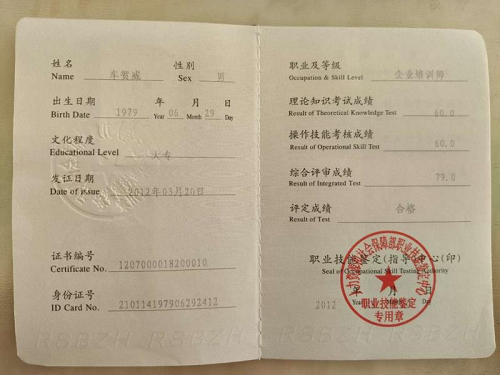 姓名 性别
Name 车贺威 Sex 男
出生日期 年 月 日
Birth Date 1979 Year 06 Month 29 Day
文化程度
Educational Level 大专
发证日期
Date of issue 2012年03月20日
证书编号
Certificate No. 1207000018200010
身份证号
ID Card No. 210114197906292412
职业及等级
Occupation & Skill Level 企业培训师
理论知识考试成绩
Result of Theoretical Knowledge Test 60.0
操作技能考核成绩
Result of Operational Skill Test 60.0
综合评审成绩
Result of Integrated Test 79.0
评定成绩
Result of Test 合格
职业技能鉴定(指导)中心(印)
Seal of Occupational Skill Testing Authority
2012 年 月 日
Year Day
职业技能鉴定
专用章